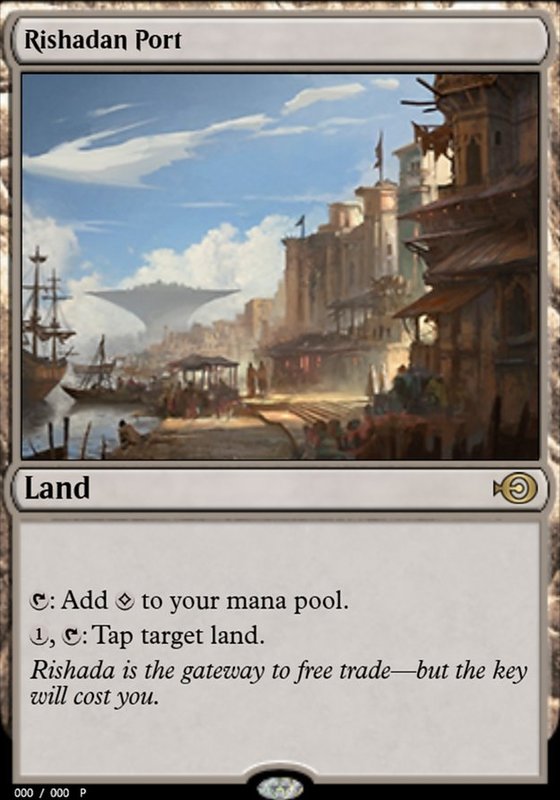 Rishadan Port
Land
: Add to your mana pool.
1, : Tap target land.
Rishada is the gateway to free trade—but the key
will cost you.
000 / 000 P